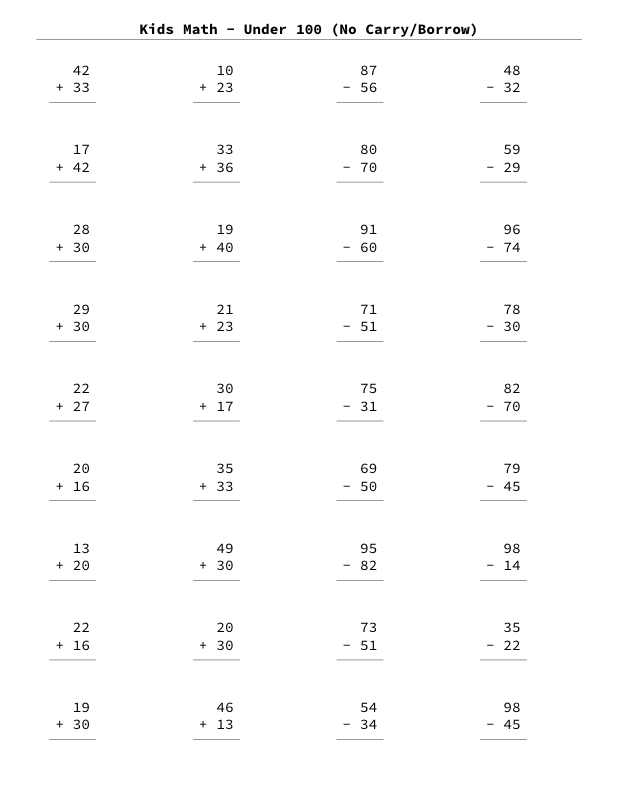 Kids Math - Under 100 (No Carry/Borrow)
42 10 87 48
+ 33 + 23 - 56 - 32
17 33 80 59
+ 42 + 36 - 70 - 29
28 19 91 96
+ 30 + 40 - 60 - 74
29 21 71 78
+ 30 + 23 - 51 - 30
22 30 75 82
+ 27 + 17 - 31 - 70
20 35 69 79
+ 16 + 33 - 50 - 45
13 49 95 98
+ 20 + 30 - 82 - 14
22 20 73 35
+ 16 + 30 - 51 - 22
19 46 54 98
+ 30 + 13 - 34 - 45